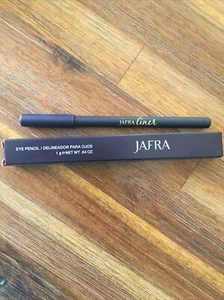 JAFRA liner
EYE PENCIL / DELINEADOR PARA OJOS
1 g e NET WT .04 OZ
JAFRA